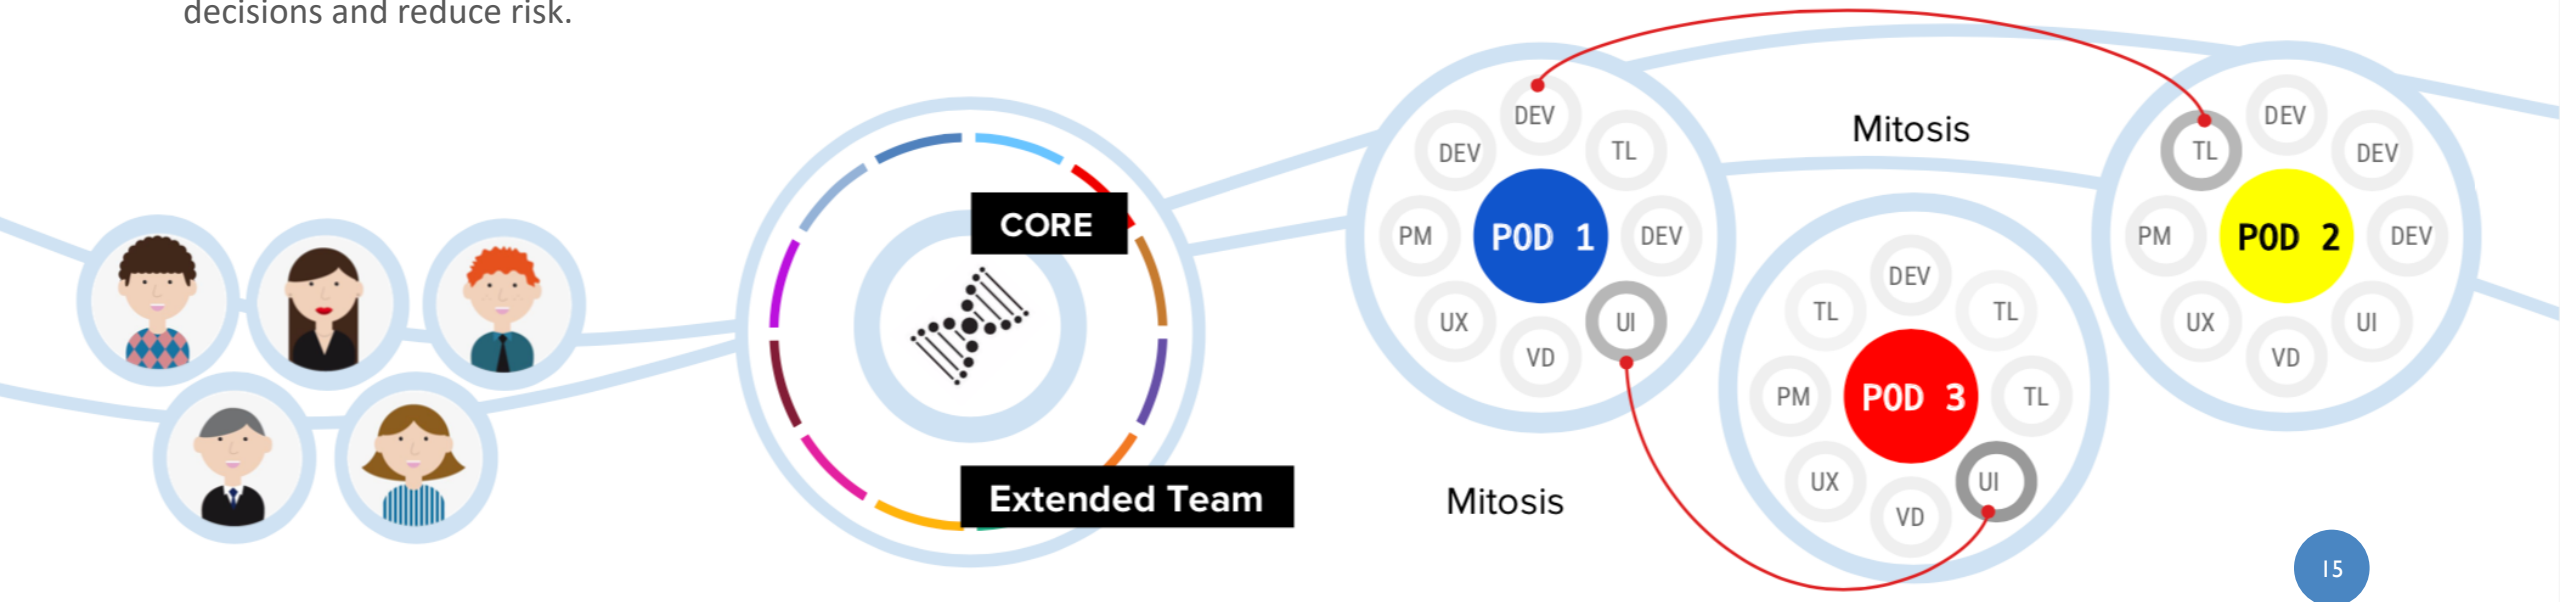 decisions and reduce risk.
CORE
Extended Team
Mitosis
DEV
TL
DEV
UI
VD
UX
PM
DEV
POD 1
Mitosis
DEV
TL
TL
UI
VD
UX
PM
TL
POD 3
DEV
DEV
DEV
UI
VD
UX
PM
TL
POD 2
15